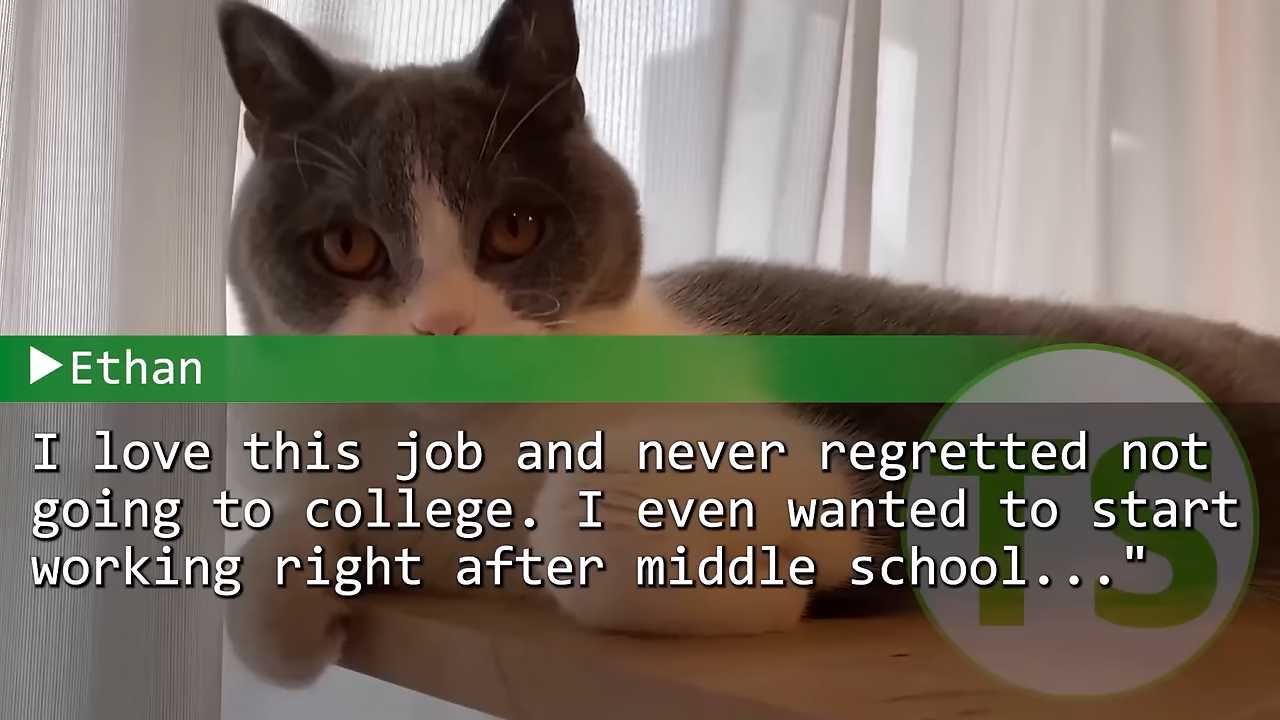 ▶Ethan
I love this job and never regretted not
going to college. I even wanted to start
working right after middle school..."
TS